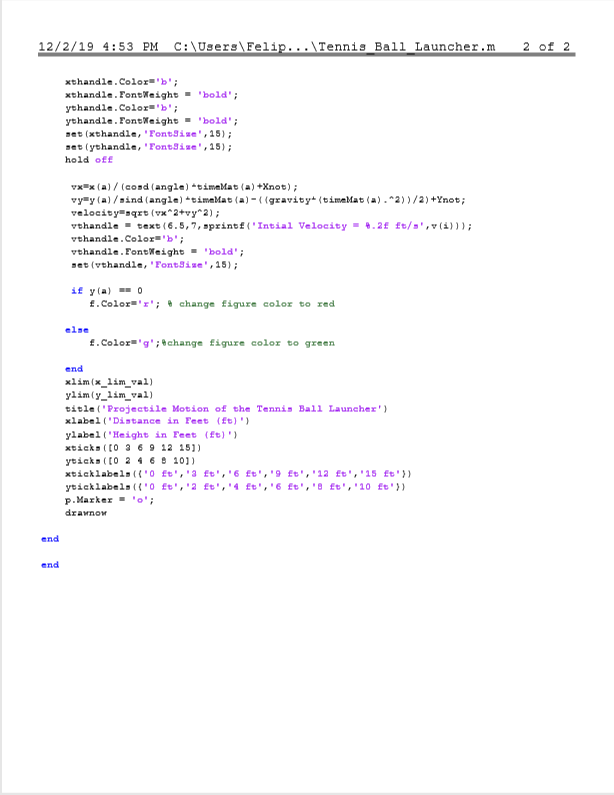 12/2/19 4:53 PM C:\Users\Felip...\Tennis_Ball_Launcher.m 2 of 2
xthandle.Color='b';
xthandle.FontWeight = 'bold';
ythandle.Color='b';
ythandle.FontWeight = 'bold';
set(xthandle,'FontSize',15);
set(ythandle,'FontSize',15);
hold off
vx=x(a)/(cosd(angle)*timeMat(a)+Xnot);
vy=y(a)/sind(angle)*timeMat(a)-((gravity*(timeMat(a).^2))/2)+Ynot;
velocity=sqrt(vx^2+vy^2);
vthandle = text(6.5,7,sprintf('Intial Velocity = %.2f ft/s',v(i)));
vthandle.Color='b';
vthandle.FontWeight = 'bold';
set(vthandle,'FontSize',15);
if y(a) == 0
f.Color='r'; % change figure color to red
else
f.Color='g';%change figure color to green
end
xlim(x_lim_val)
ylim(y_lim_val)
title('Projectile Motion of the Tennis Ball Launcher')
xlabel('Distance in Feet (ft)')
ylabel('Height in Feet (ft)')
xticks([0 3 6 9 12 15])
yticks([0 2 4 6 8 10])
xticklabels({'0 ft','3 ft','6 ft','9 ft','12 ft','15 ft'})
yticklabels({'0 ft','2 ft','4 ft','6 ft','8 ft','10 ft'})
p.Marker = 'o';
drawnow
end
end